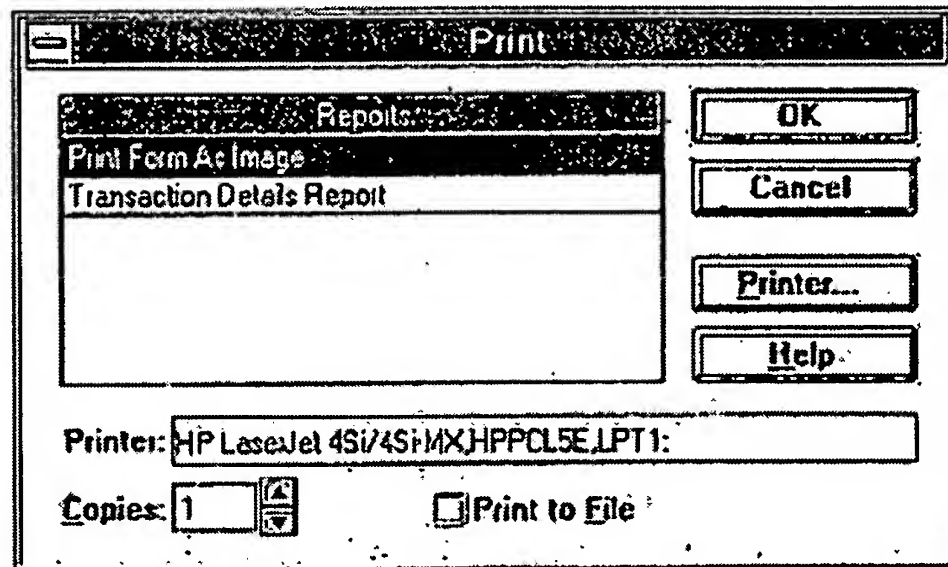 Print
Reports
OK
Print Form As Image
Transaction Details Report
Cancel
Printer...
Help
Printer: HP LaserJet 4Si/4Si MX,HPPCL5E,LPT1:
Copies: 1
Print to File